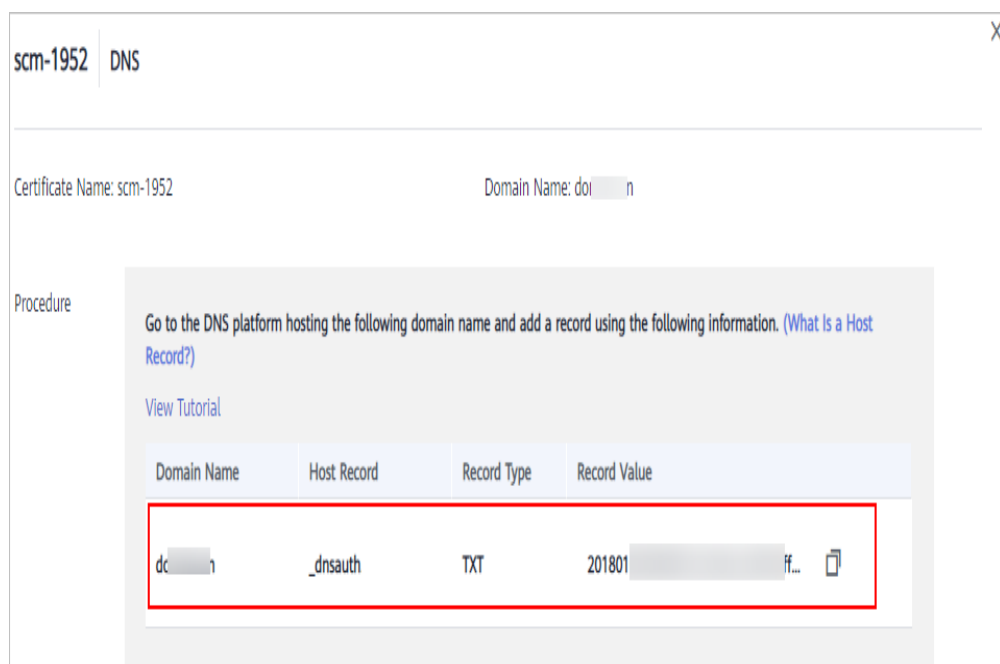 scm-1952 DNS
Certificate Name: scm-1952 Domain Name:
Procedure
Go to the DNS platform hosting the following domain name and add a record using the following information. (What Is a Host
Record?)
View Tutorial
Domain Name Host Record Record Type Record Value
_dnsauth TXT 201801 ff...